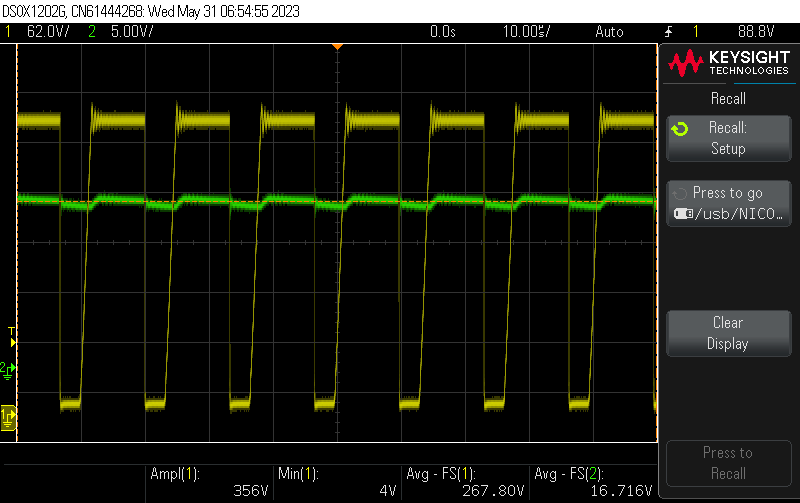 DSOX1202G, CN61444268: Wed May 31 06:54:55 2023
1 62.0V/ 2 5.00V/ 0.0s 10.00s/ Auto 1 88.8V
KEYSIGHT
TECHNOLOGIES
Recall
Recall:
Setup
Press to go
/usb/NICO...
T
2
1
Clear
Display
Press to
Recall
Ampl(1): Min(1): Avg - FS(1): Avg - FS(2):
356V 4V 267.80V 16.716V